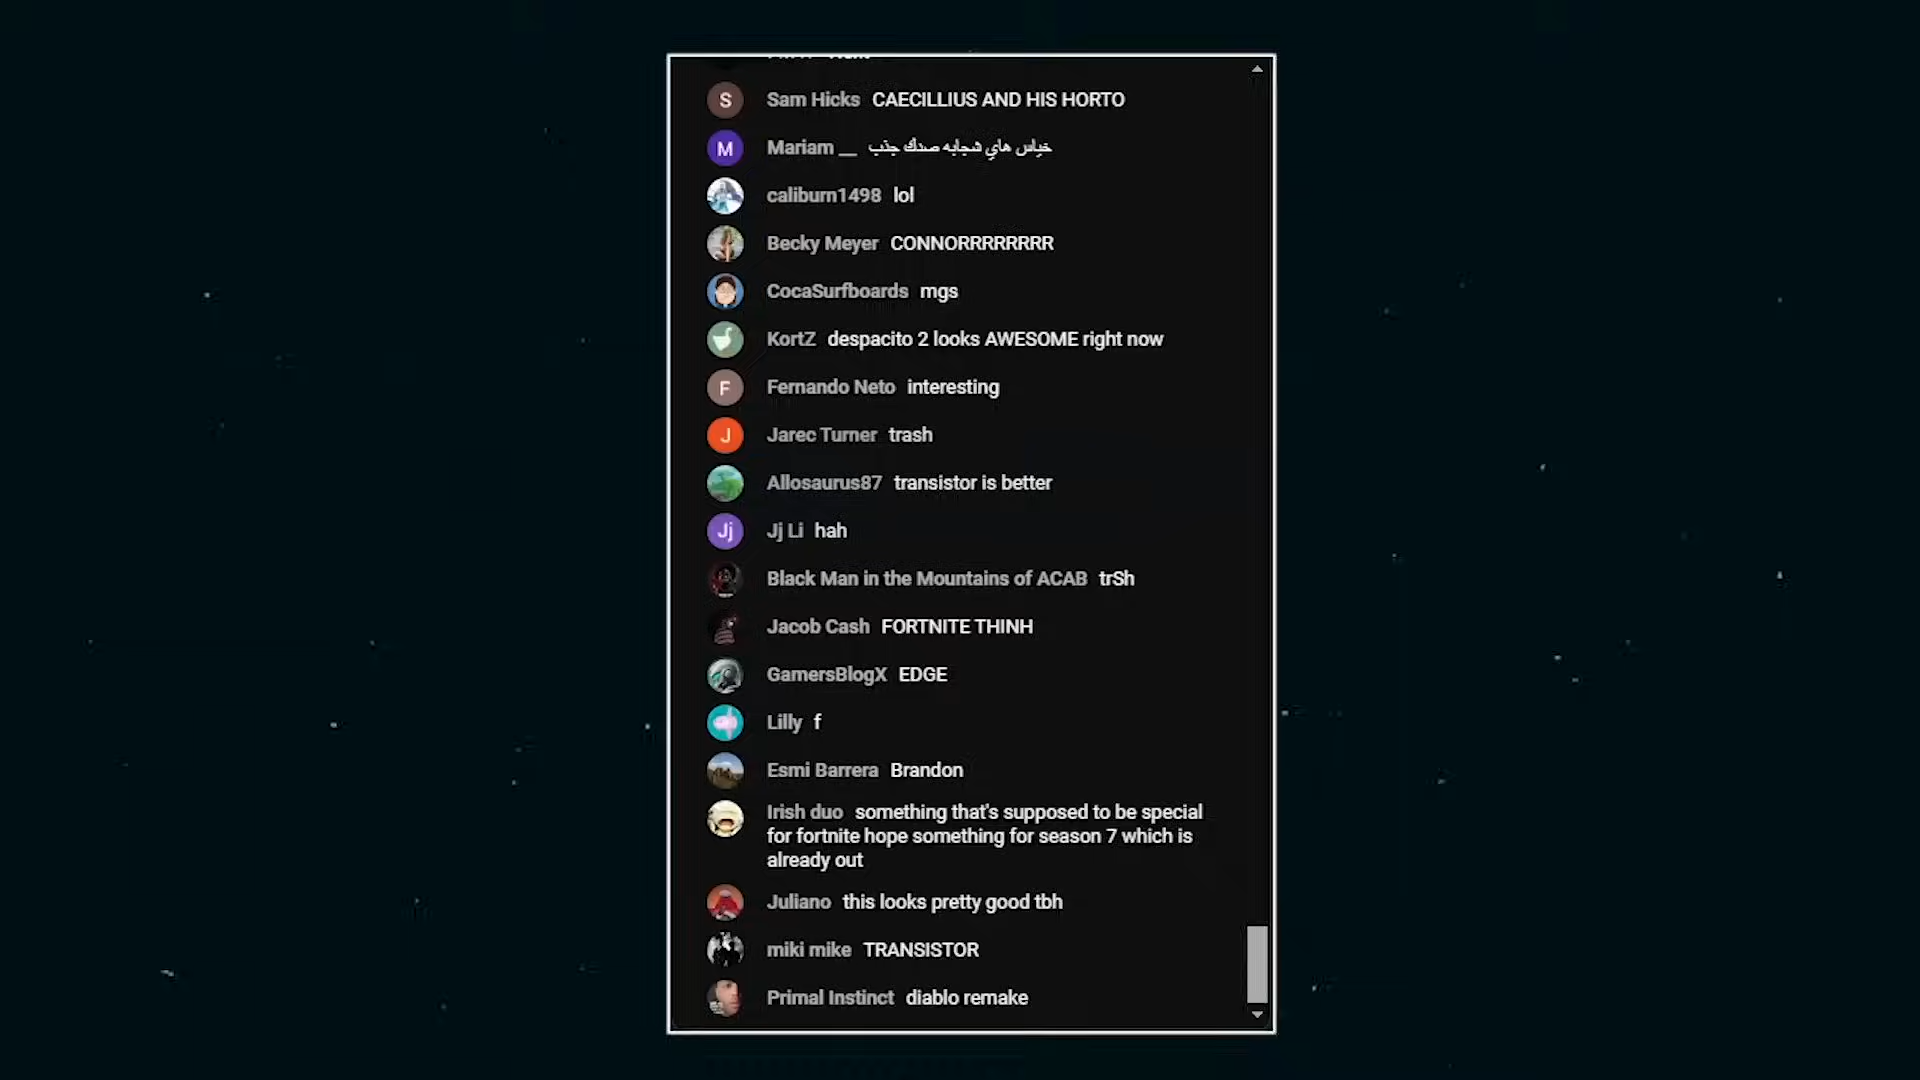 Sam Hicks CAECILLIUS AND HIS HORTO
Mariam __ خياس هاي شجابه صدك جذب
caliburn1498 lol
Becky Meyer CONNORRRRRRRR
CocaSurfboards mgs
KortZ despacito 2 looks AWESOME right now
Fernando Neto interesting
Jarec Turner trash
Allosaurus87 transistor is better
Jj Li hah
Black Man in the Mountains of ACAB trSh
Jacob Cash FORTNITE THINH
GamersBlogX EDGE
Lilly f
Esmi Barrera Brandon
Irish duo something that's supposed to be special
for fortnite hope something for season 7 which is
already out
Juliano this looks pretty good tbh
miki mike TRANSISTOR
Primal Instinct diablo remake
S
M
F
J
Jj